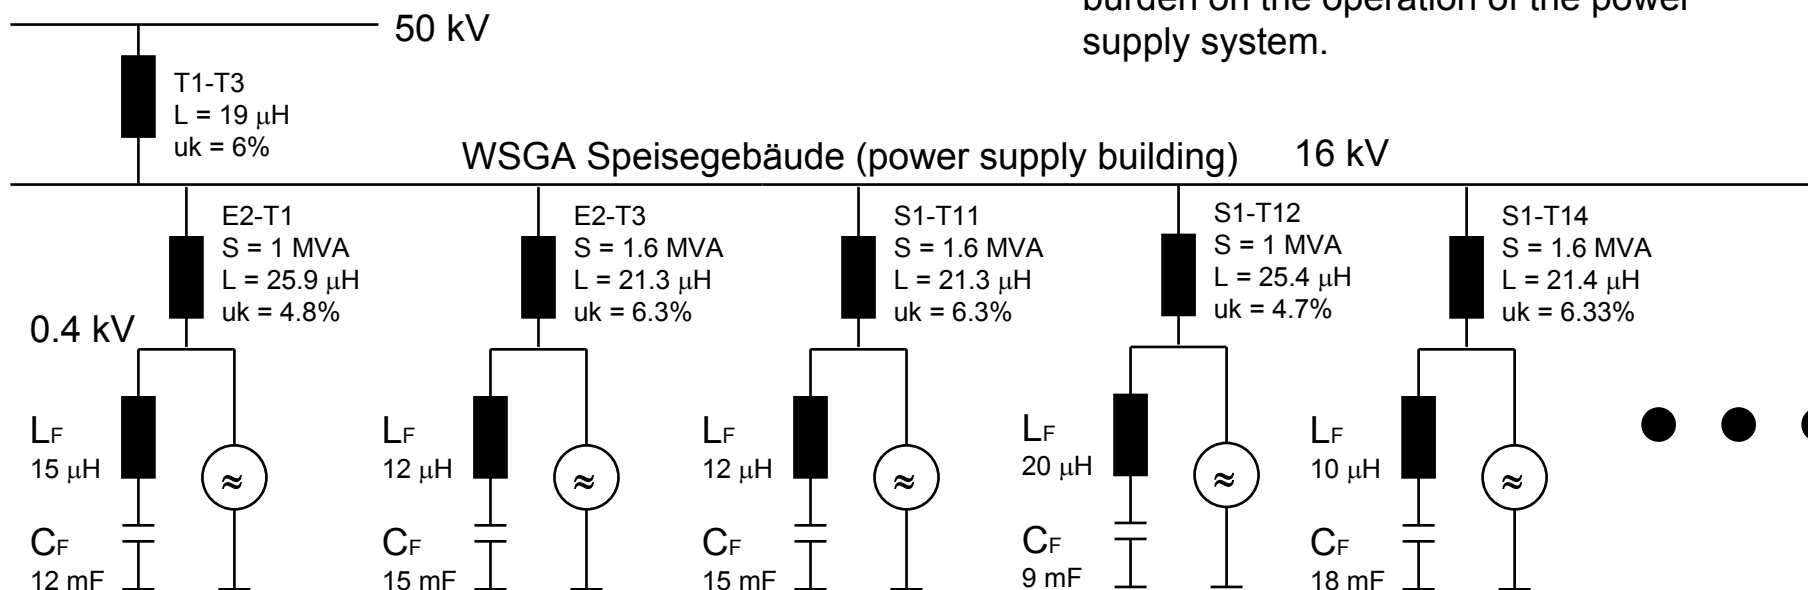 burden on the operation of the power
supply system.
50 kV
T1-T3
L = 19 μH
uk = 6%
WSGA Speisegebäude (power supply building) 16 kV
E2-T1
S = 1 MVA
L = 25.9 μH
uk = 4.8%
E2-T3
S = 1.6 MVA
L = 21.3 μH
uk = 6.3%
S1-T11
S = 1.6 MVA
L = 21.3 μH
uk = 6.3%
S1-T12
S = 1 MVA
L = 25.4 μH
uk = 4.7%
S1-T14
S = 1.6 MVA
L = 21.4 μH
uk = 6.33%
0.4 kV
LF
15 μH
≈
CF
12 mF
LF
12 μH
≈
CF
15 mF
LF
12 μH
≈
CF
15 mF
LF
20 μH
≈
CF
9 mF
LF
10 μH
≈
CF
18 mF